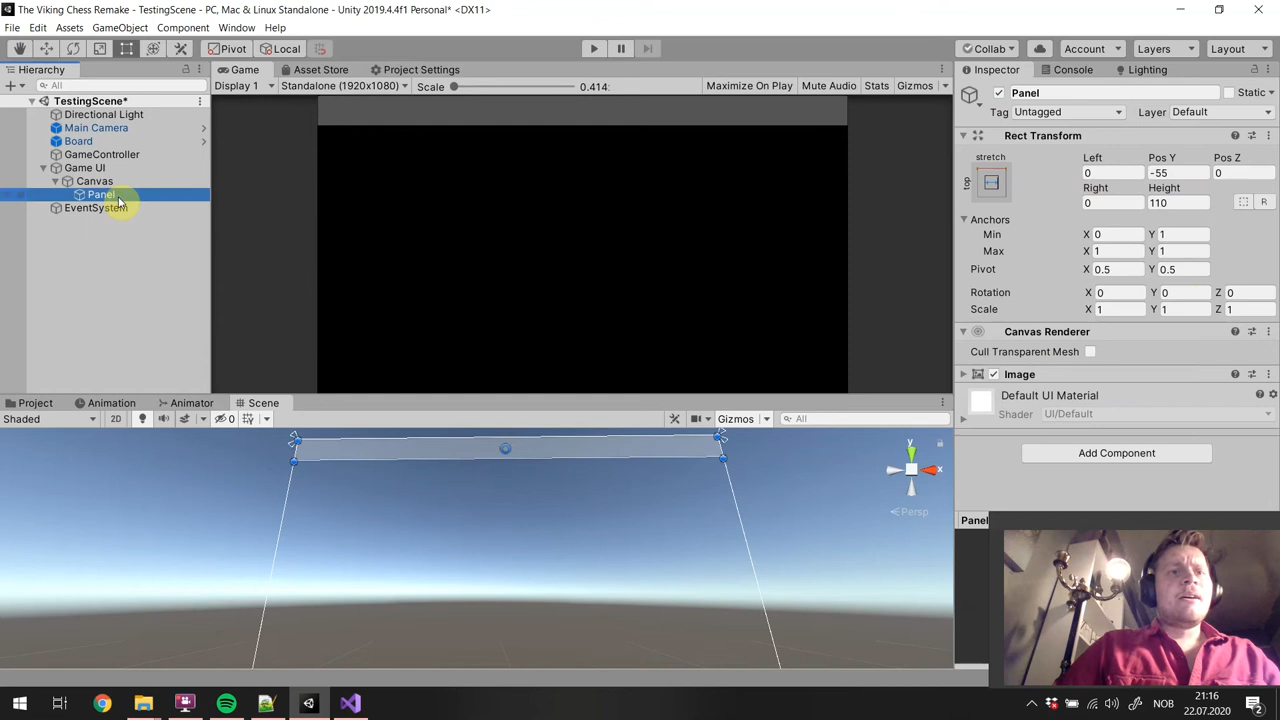 The Viking Chess Remake - TestingScene - PC, Mac & Linux Standalone - Unity 2019.4.4f1 Personal* <DX11>
File Edit Assets GameObject Component Window Help
Pivot Local Collab Account Layers Layout
Hierarchy Game Asset Store Project Settings Inspector Console Lighting
All Display 1 Standalone (1920x1080) Scale 0.414: Maximize On Play Mute Audio Stats Gizmos
TestingScene*
Directional Light
Main Camera
Board
GameController
Game UI
Canvas
Panel
EventSystem
Panel Static
Tag Untagged Layer Default
Rect Transform
stretch
top
Left Pos Y Pos Z
0 -55 0
Right Height
0 110 R
Anchors
Min X 0 Y 1
Max X 1 Y 1
Pivot X 0.5 Y 0.5
Rotation X 0 Y 0 Z 0
Scale X 1 Y 1 Z 1
Canvas Renderer
Cull Transparent Mesh
Image
Default UI Material
Shader UI/Default
Add Component
Panel
Project Animation Animator Scene
Shaded 2D 0 Gizmos All
y
x
Persp
NOB
21:16
22.07.2020
2